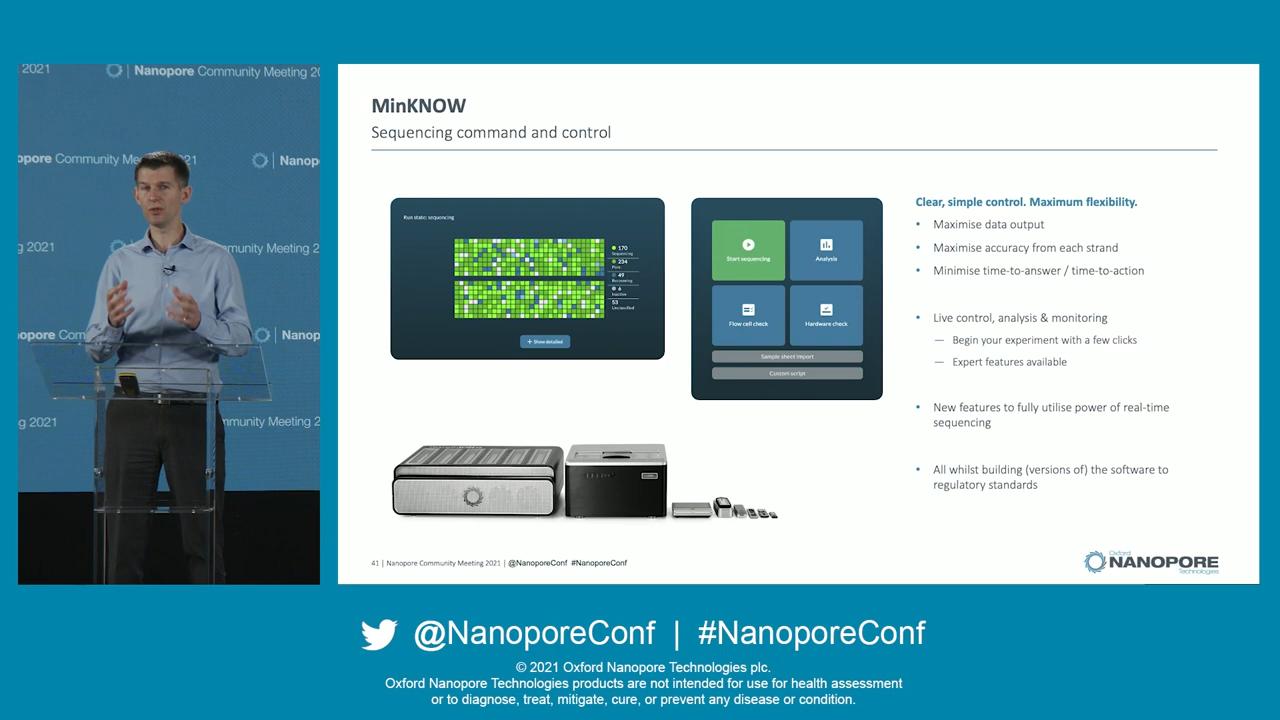 2021
Nanopore Community Meeting 20
opore Community Mee
21
Nanop
g 2021
mmunity Meeting 2
opore Com
Nanop
g 2021
mmunity Meeting 2
MinKNOW
Sequencing command and control
Run state: sequencing
170
Sequencing
234
Pore
49
Recovering
6
Inactive
53
Unclassified
+ Show detailed
Start sequencing
Analysis
Flow cell check
Hardware check
Sample sheet import
Custom script
Clear, simple control. Maximum flexibility.
• Maximise data output
• Maximise accuracy from each strand
• Minimise time-to-answer / time-to-action
• Live control, analysis & monitoring
— Begin your experiment with a few clicks
— Expert features available
• New features to fully utilise power of real-time
sequencing
• All whilst building (versions of) the software to
regulatory standards
41 | Nanopore Community Meeting 2021 | @NanoporeConf #NanoporeConf
Oxford
NANOPORE
Technologies
@NanoporeConf | #NanoporeConf
© 2021 Oxford Nanopore Technologies plc.
Oxford Nanopore Technologies products are not intended for use for health assessment
or to diagnose, treat, mitigate, cure, or prevent any disease or condition.